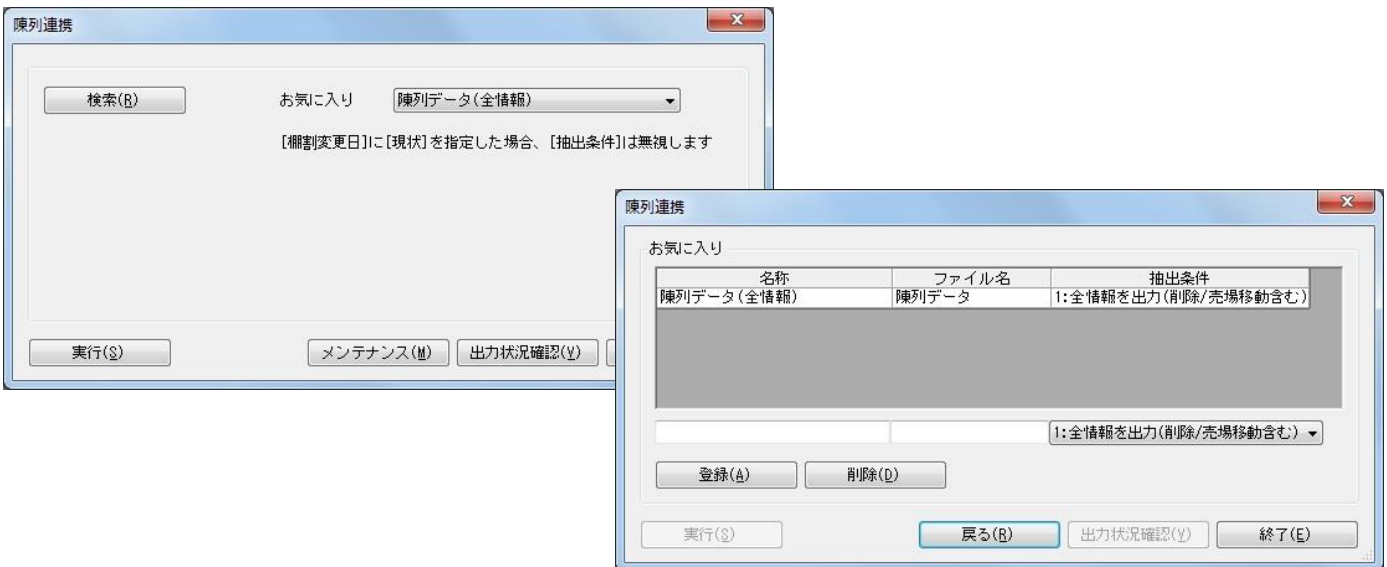 陳列連携
検索(R)
お気に入り
陳列データ(全情報)
[棚割変更日]に[現状]を指定した場合、[抽出条件]は無視します
実行(S)
メンテナンス(M)
出力状況確認(V)
陳列連携
お気に入り
名称 ファイル名 抽出条件
陳列データ(全情報) 陳列データ 1:全情報を出力(削除/売場移動含む)
1:全情報を出力(削除/売場移動含む)
登録(A)
削除(D)
実行(S)
戻る(R)
出力状況確認(V)
終了(E)